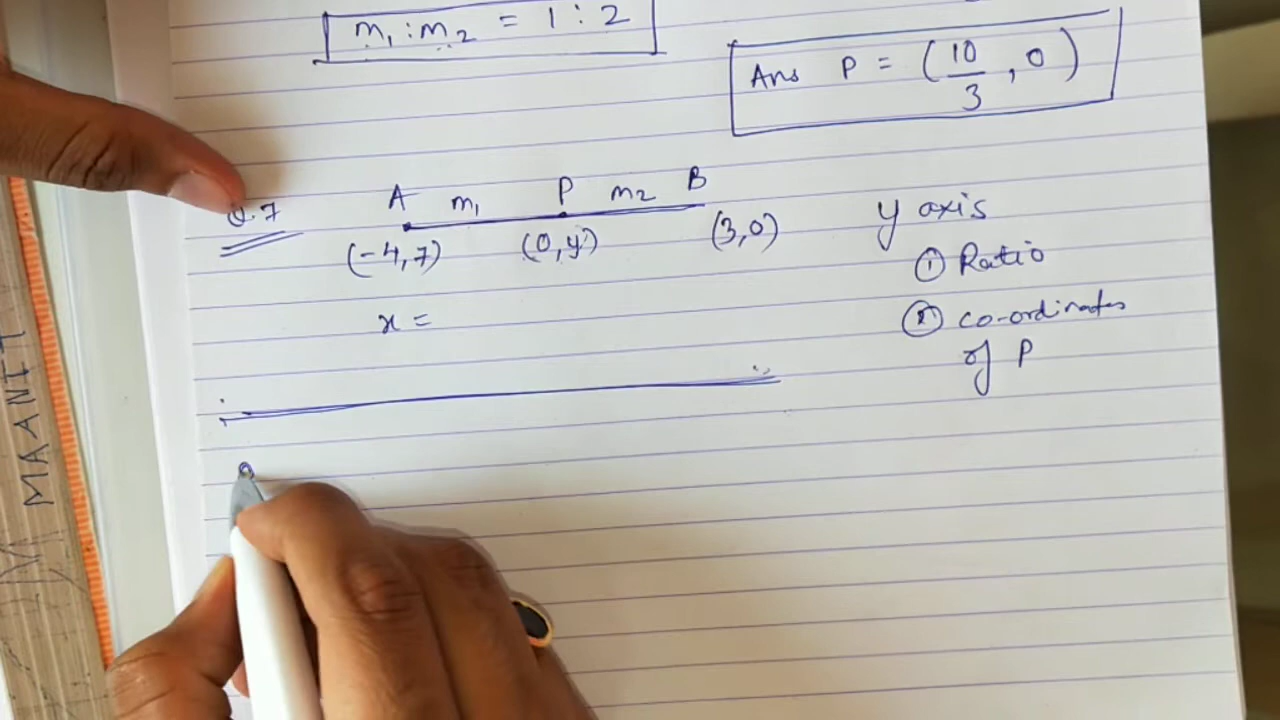 m₁ : m₂ = 1 : 2
Ans P = (10/3, 0)
Q.7
A m₁ P m₂ B
(-4,7) (0,y) (3,0)
x =
y axis
① Ratio
② co-ordinates
of P
MAANET